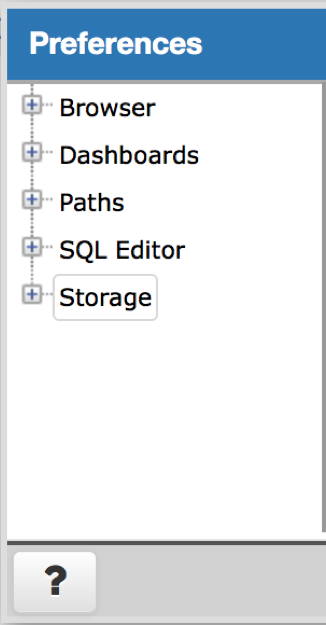 Preferences
Browser
Dashboards
Paths
SQL Editor
Storage
?